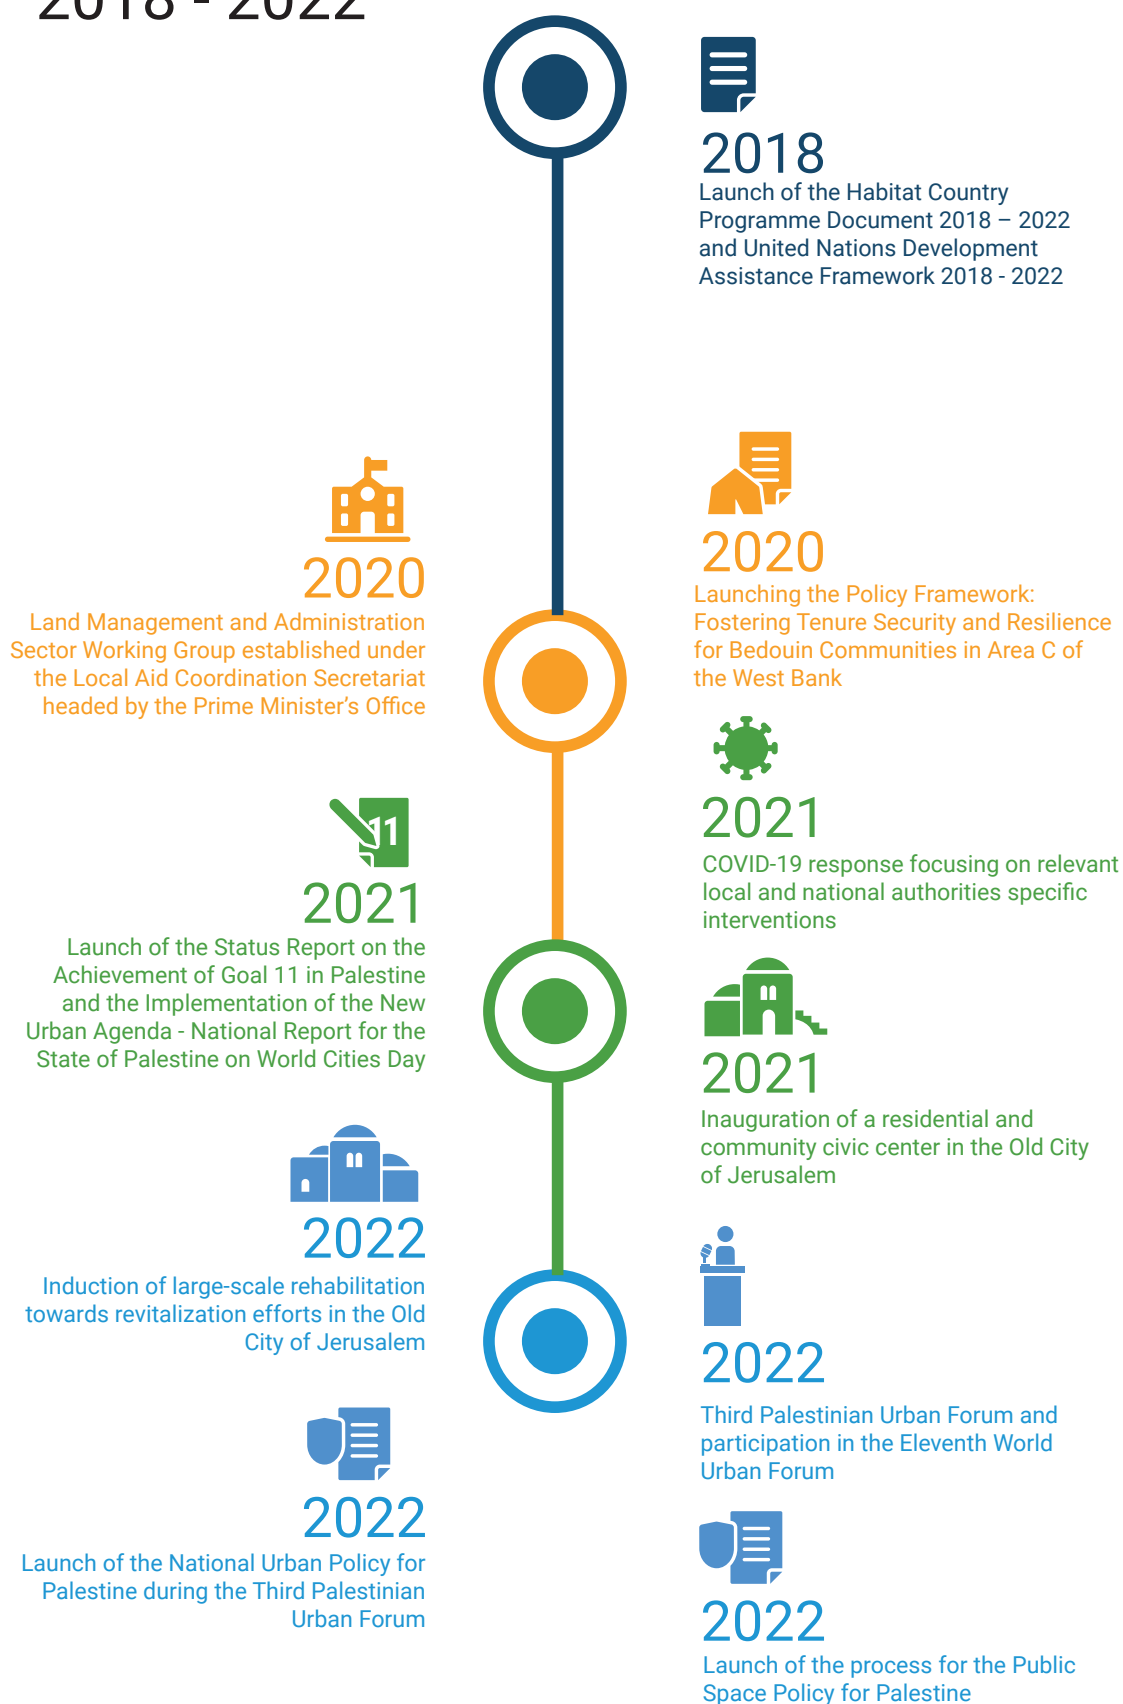 2018 - 2022
2018
Launch of the Habitat Country
Programme Document 2018 – 2022
and United Nations Development
Assistance Framework 2018 - 2022
2020
Land Management and Administration
Sector Working Group established under
the Local Aid Coordination Secretariat
headed by the Prime Minister’s Office
2020
Launching the Policy Framework:
Fostering Tenure Security and Resilience
for Bedouin Communities in Area C of
the West Bank
2021
COVID-19 response focusing on relevant
local and national authorities specific
interventions
11
2021
Launch of the Status Report on the
Achievement of Goal 11 in Palestine
and the Implementation of the New
Urban Agenda - National Report for the
State of Palestine on World Cities Day
2021
Inauguration of a residential and
community civic center in the Old City
of Jerusalem
2022
Induction of large-scale rehabilitation
towards revitalization efforts in the Old
City of Jerusalem
2022
Third Palestinian Urban Forum and
participation in the Eleventh World
Urban Forum
2022
Launch of the National Urban Policy for
Palestine during the Third Palestinian
Urban Forum
2022
Launch of the process for the Public
Space Policy for Palestine